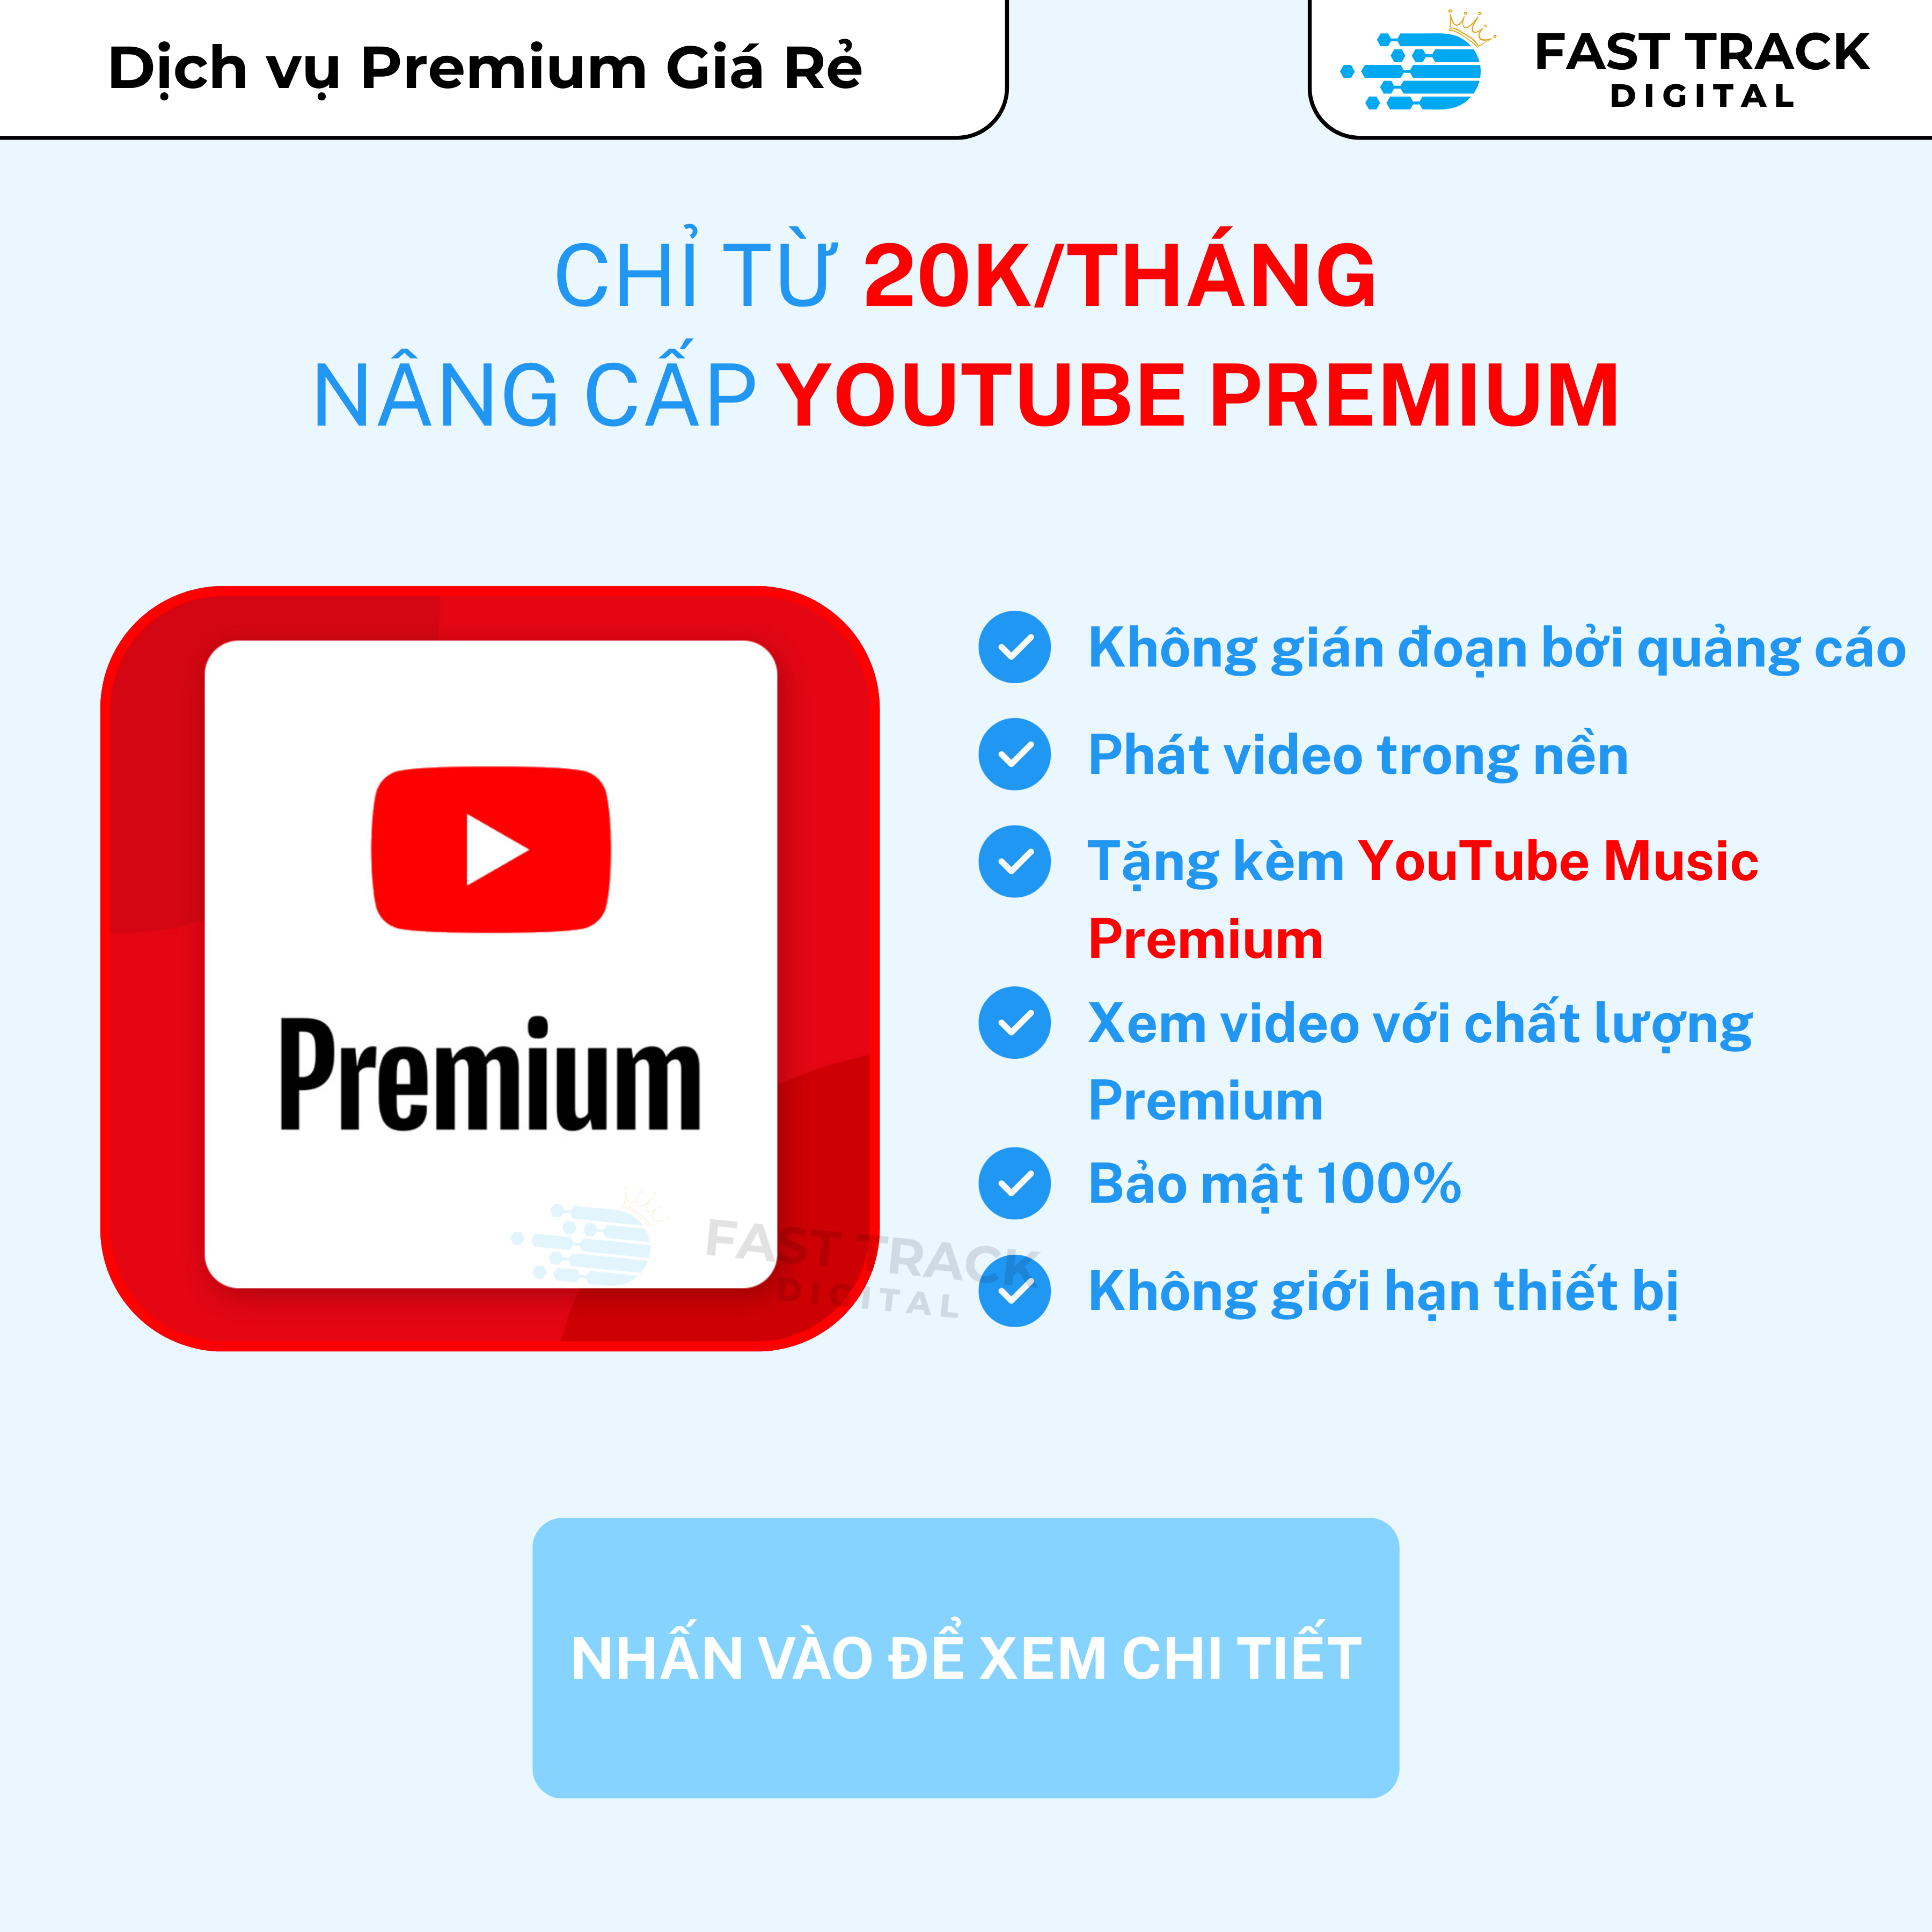 Dịch vụ Premium Giá Rẻ
FAST TRACK
DIGITAL
CHỈ TỪ 20K/THÁNG
NÂNG CẤP YOUTUBE PREMIUM
Premium
Không gián đoạn bởi quảng cáo
Phát video trong nền
Tặng kèm YouTube Music
Premium
Xem video với chất lượng
Premium
Bảo mật 100%
Không giới hạn thiết bị
FAST TRACK
DIGITAL
NHẤN VÀO ĐỂ XEM CHI TIẾT